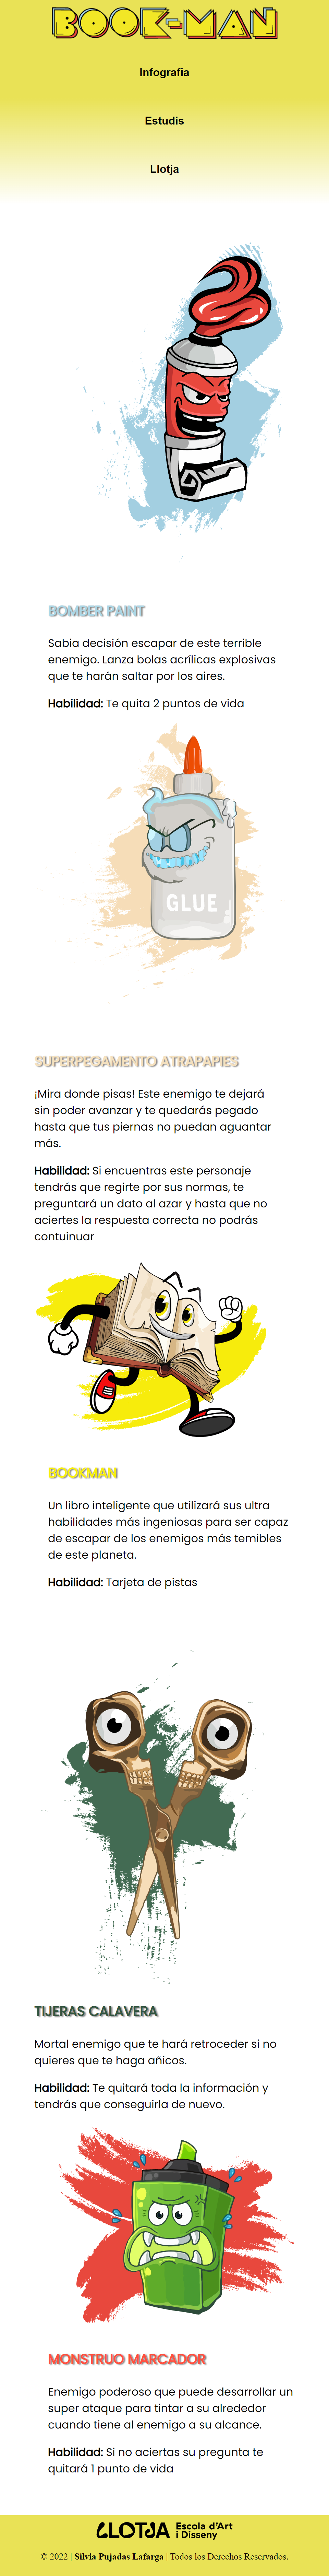 BOOK-MAN
Infografia
Estudis
Llotja
BOMBER PAINT
Sabia decisión escapar de este terrible
enemigo. Lanza bolas acrílicas explosivas
que te harán saltar por los aires.
Habilidad: Te quita 2 puntos de vida
GLUE
SUPERPEGAMENTO ATRAPAPIES
¡Mira donde pisas! Este enemigo te dejará
sin poder avanzar y te quedarás pegado
hasta que tus piernas no puedan aguantar
más.
Habilidad: Si encuentras este personaje
tendrás que regirte por sus normas, te
preguntará un dato al azar y hasta que no
aciertes la respuesta correcta no podrás
contuinuar
BOOKMAN
Un libro inteligente que utilizará sus ultra
habilidades más ingeniosas para ser capaz
de escapar de los enemigos más temibles
de este planeta.
Habilidad: Tarjeta de pistas
TIJERAS CALAVERA
Mortal enemigo que te hará retroceder si no
quieres que te haga añicos.
Habilidad: Te quitará toda la información y
tendrás que conseguirla de nuevo.
MONSTRUO MARCADOR
Enemigo poderoso que puede desarrollar un
super ataque para tintar a su alrededor
cuando tiene al enemigo a su alcance.
Habilidad: Si no aciertas su pregunta te
quitará 1 punto de vida
LLOTJA Escola d'Art
i Disseny
© 2022 | Silvia Pujadas Lafarga | Todos los Derechos Reservados.